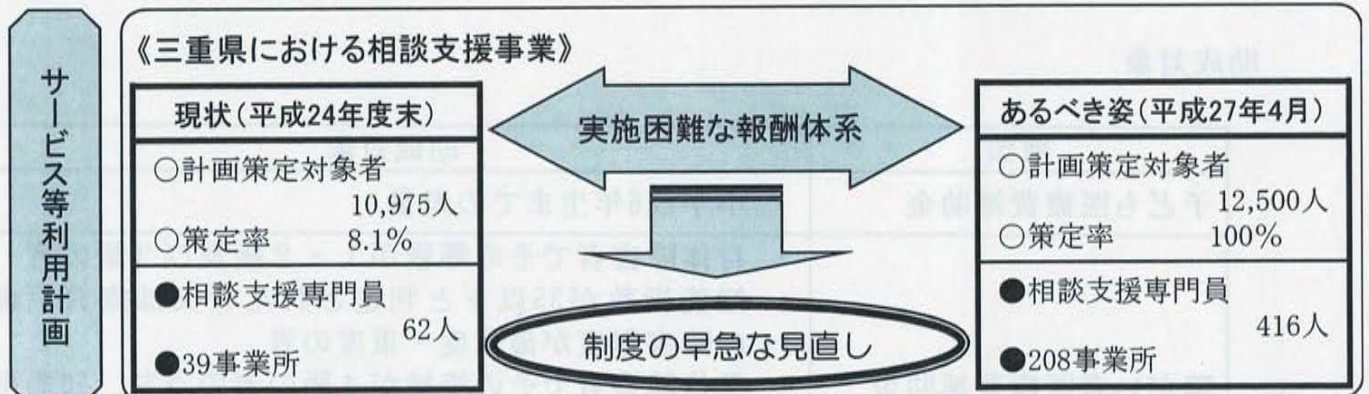 サービス等利用計画
《三重県における相談支援事業》
現状(平成24年度末)
○計画策定対象者
10,975人
○策定率 8.1%
●相談支援専門員
62人
●39事業所
実施困難な報酬体系
制度の早急な見直し
あるべき姿(平成27年4月)
○計画策定対象者
12,500人
○策定率 100%
●相談支援専門員
416人
●208事業所